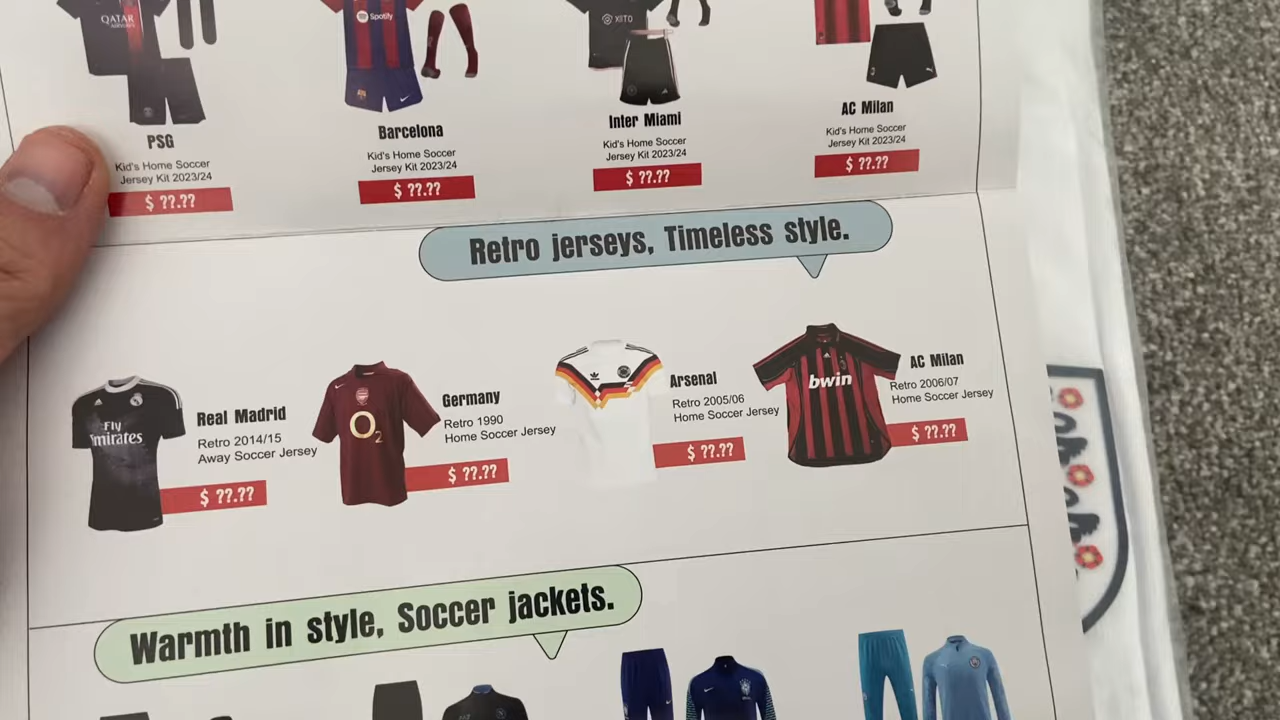 QATAR
AIRWAYS
Spotify
XBTO
PSG
Kid's Home Soccer
Jersey Kit 2023/24
$ ??.??
Barcelona
Kid's Home Soccer
Jersey Kit 2023/24
$ ??.??
Inter Miami
Kid's Home Soccer
Jersey Kit 2023/24
$ ??.??
AC Milan
Kid's Home Soccer
Jersey Kit 2023/24
$ ??.??
Retro jerseys, Timeless style.
Fly
Emirates
Real Madrid
Retro 2014/15
Away Soccer Jersey
$ ??.??
O2
Germany
Retro 1990
Home Soccer Jersey
$ ??.??
Arsenal
Retro 2005/06
Home Soccer Jersey
$ ??.??
bwin
AC Milan
Retro 2006/07
Home Soccer Jersey
$ ??.??
Warmth in style, Soccer jackets.